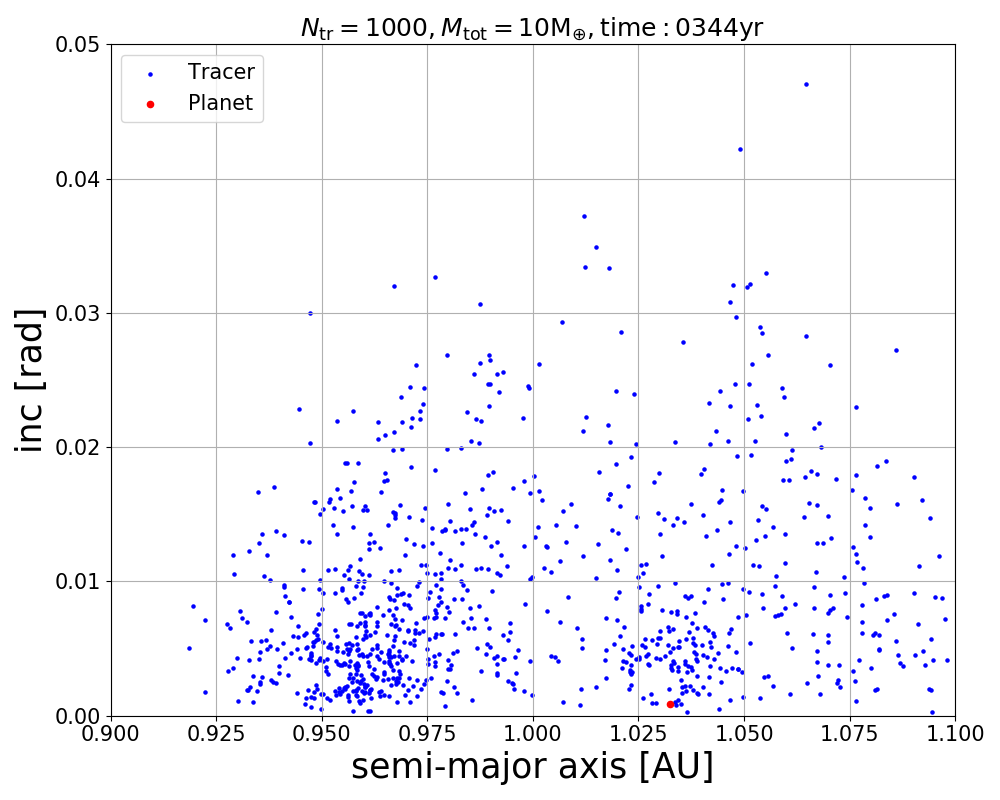 N_tr = 1000, M_tot = 10M_⊕, time : 0344yr
Tracer
Planet
inc [rad]
0.05
0.04
0.03
0.02
0.01
0.00
0.900 0.925 0.950 0.975 1.000 1.025 1.050 1.075 1.100
semi-major axis [AU]